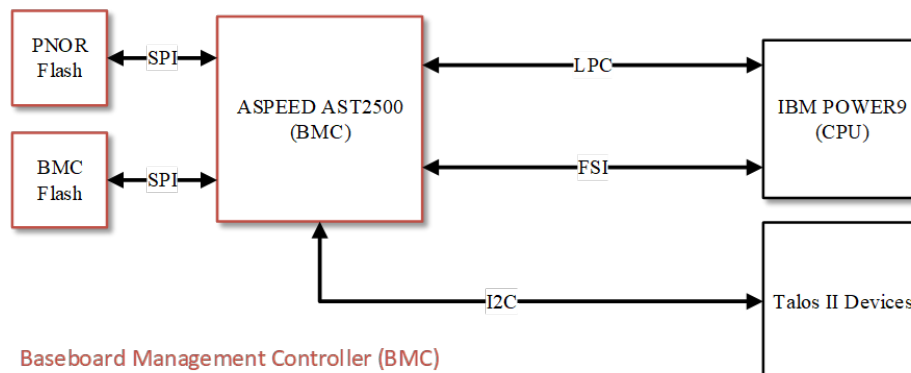 PNOR
Flash
SPI
ASPEED AST2500
(BMC)
LPC
IBM POWER9
(CPU)
BMC
Flash
SPI
FSI
I2C
Talos II Devices
Baseboard Management Controller (BMC)